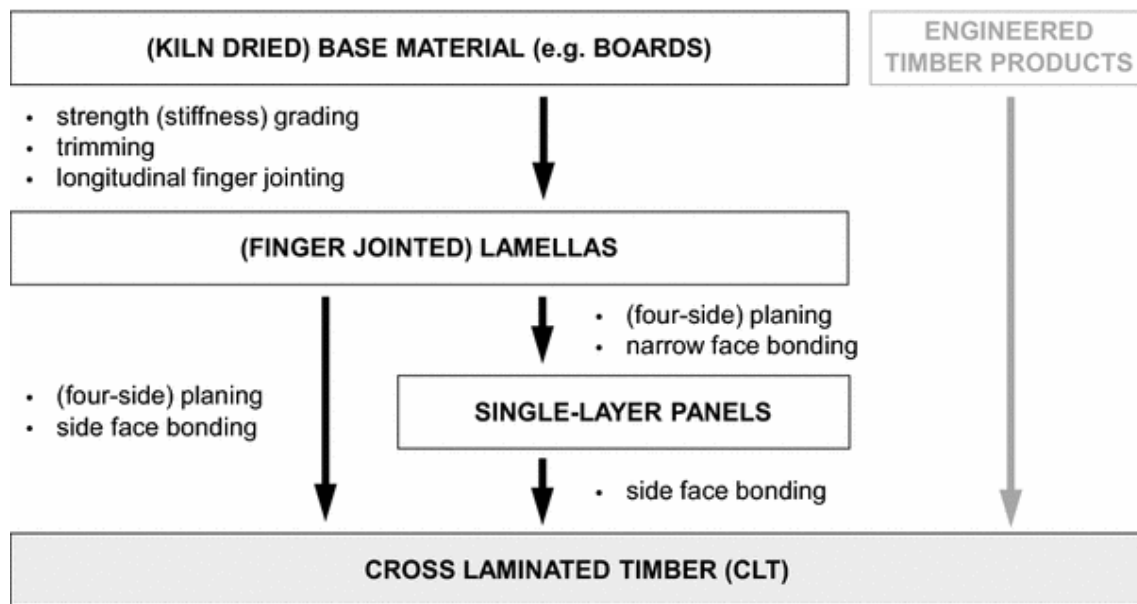 (KILN DRIED) BASE MATERIAL (e.g. BOARDS)
ENGINEERED
TIMBER PRODUCTS
• strength (stiffness) grading
• trimming
• longitudinal finger jointing
(FINGER JOINTED) LAMELLAS
• (four-side) planing
• narrow face bonding
• (four-side) planing
• side face bonding
SINGLE-LAYER PANELS
• side face bonding
CROSS LAMINATED TIMBER (CLT)